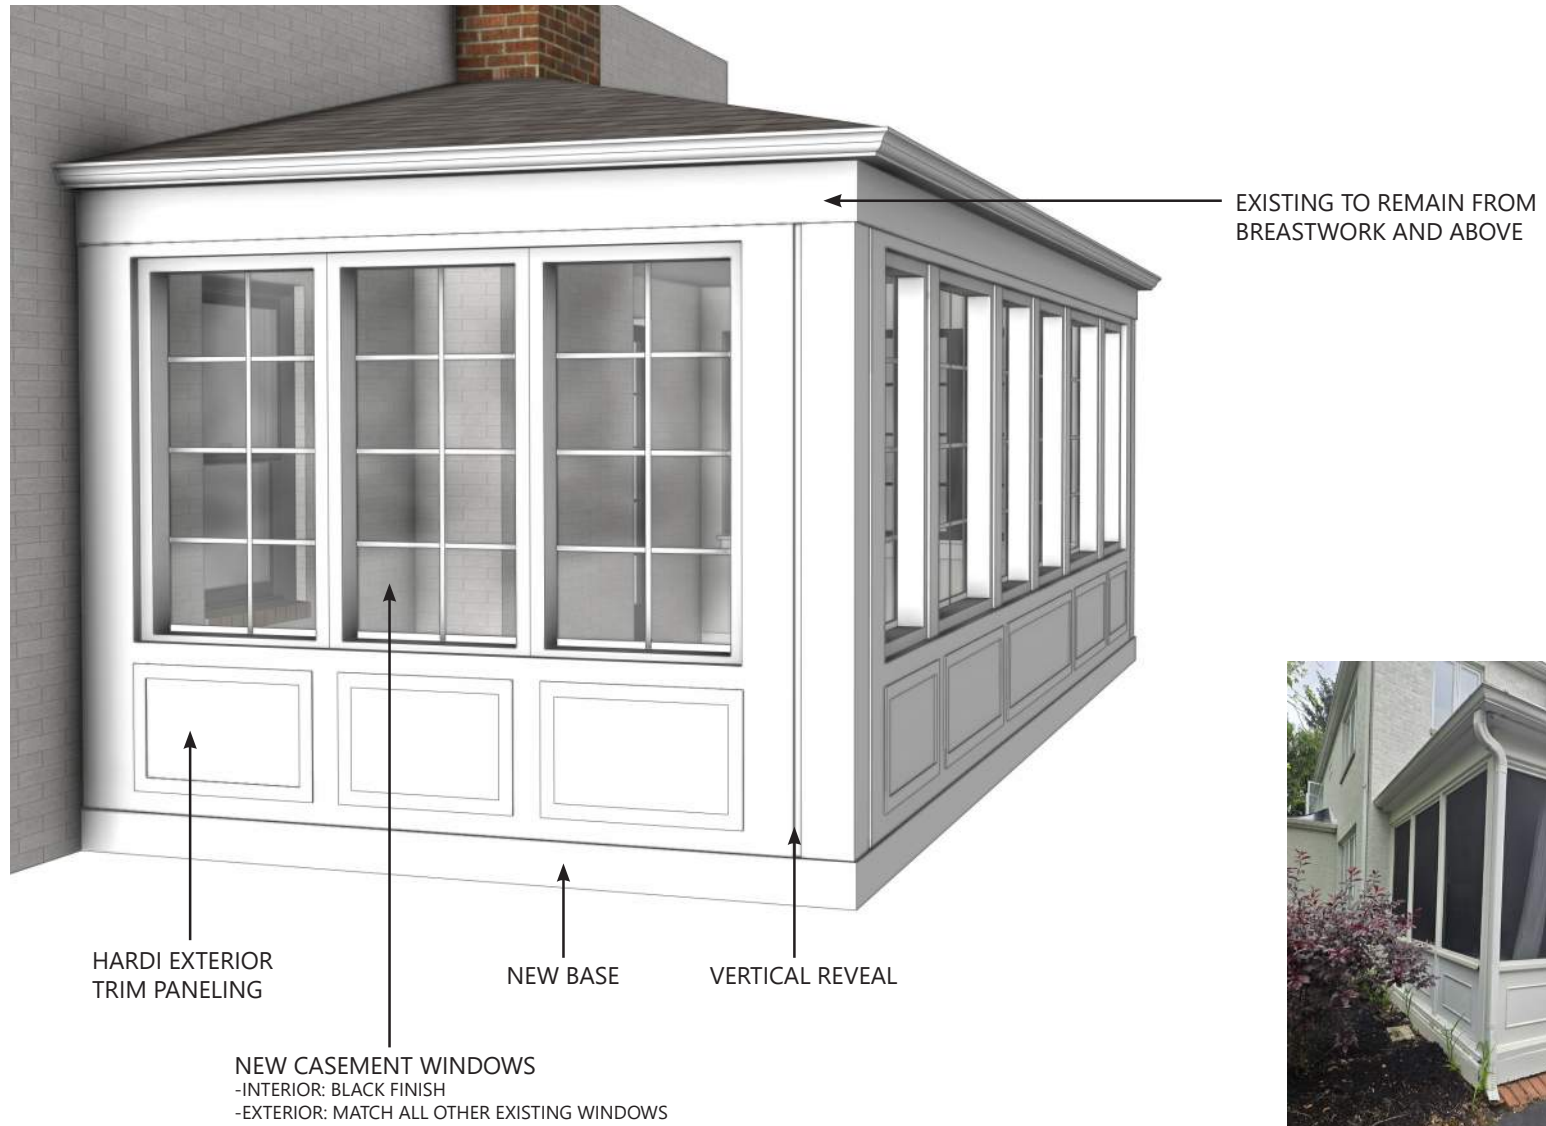 EXISTING TO REMAIN FROM
BREASTWORK AND ABOVE
HARDI EXTERIOR
TRIM PANELING
NEW BASE
VERTICAL REVEAL
NEW CASEMENT WINDOWS
-INTERIOR: BLACK FINISH
-EXTERIOR: MATCH ALL OTHER EXISTING WINDOWS